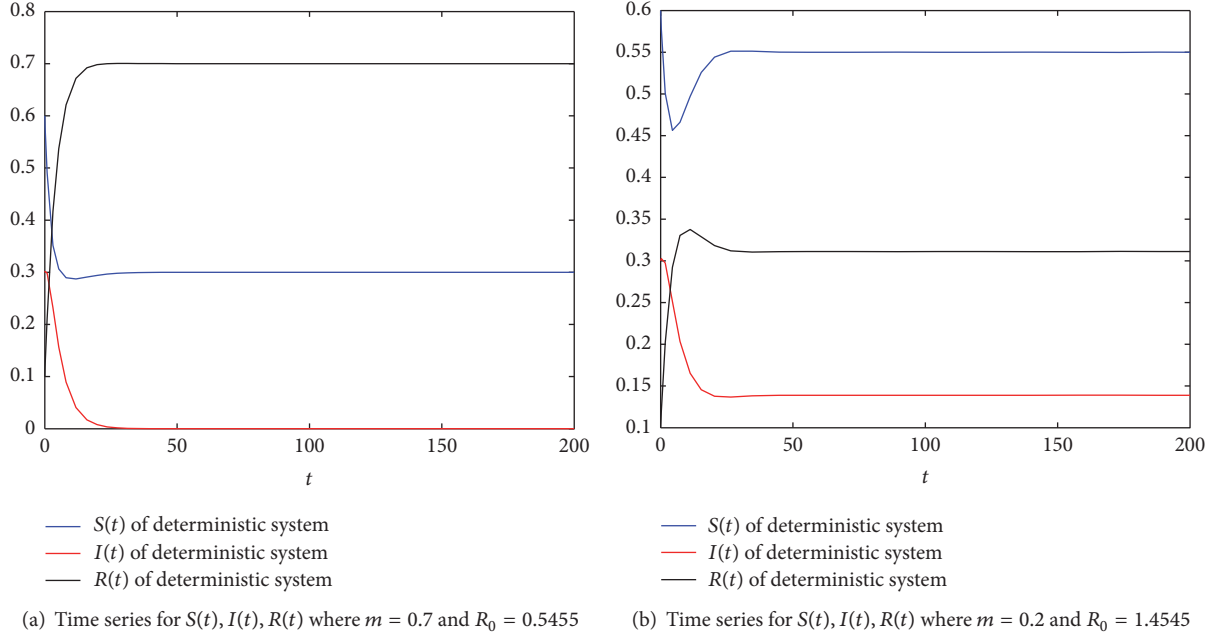 0.8
0.7
0.6
0.5
0.4
0.3
0.2
0.1
0
0 50 100 150 200
t
S(t) of deterministic system
I(t) of deterministic system
R(t) of deterministic system
(a) Time series for S(t), I(t), R(t) where m = 0.7 and R₀ = 0.5455
0.6
0.55
0.5
0.45
0.4
0.35
0.3
0.25
0.2
0.15
0.1
0 50 100 150 200
t
S(t) of deterministic system
I(t) of deterministic system
R(t) of deterministic system
(b) Time series for S(t), I(t), R(t) where m = 0.2 and R₀ = 1.4545